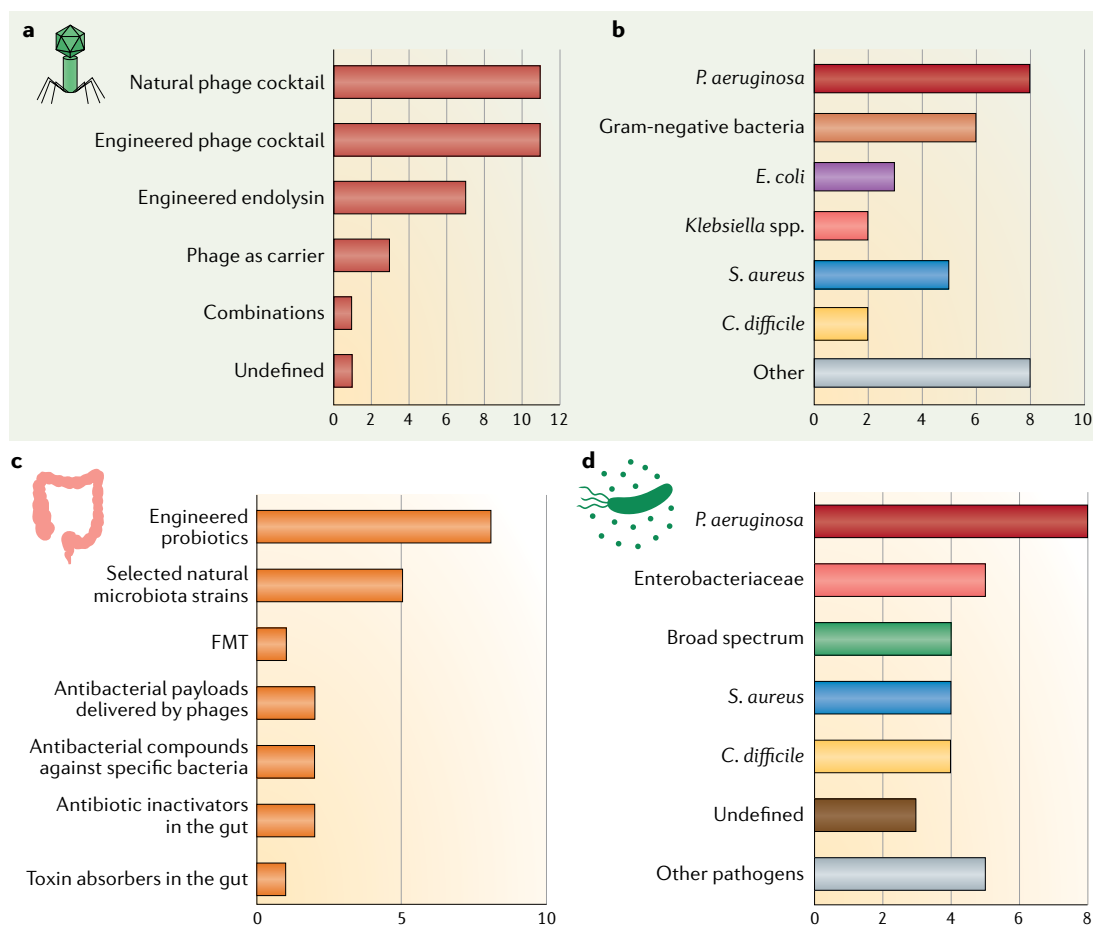 a
Natural phage cocktail
Engineered phage cocktail
Engineered endolysin
Phage as carrier
Combinations
Undefined
0 2 4 6 8 10 12
b
P. aeruginosa
Gram-negative bacteria
E. coli
Klebsiella spp.
S. aureus
C. difficile
Other
0 2 4 6 8 10
c
Engineered
probiotics
Selected natural
microbiota strains
FMT
Antibacterial payloads
delivered by phages
Antibacterial compounds
against specific bacteria
Antibiotic inactivators
in the gut
Toxin absorbers in the gut
0 5 10
d
P. aeruginosa
Enterobacteriaceae
Broad spectrum
S. aureus
C. difficile
Undefined
Other pathogens
0 2 4 6 8